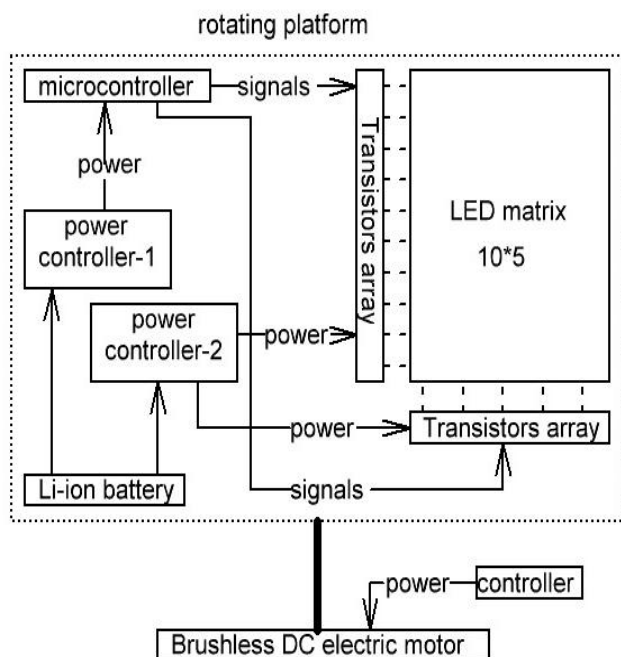 rotating platform
microcontroller
signals
power
Transistors array
LED matrix
10*5
power
controller-1
power
controller-2
power
power
Transistors array
Li-ion battery
signals
power
controller
Brushless DC electric motor